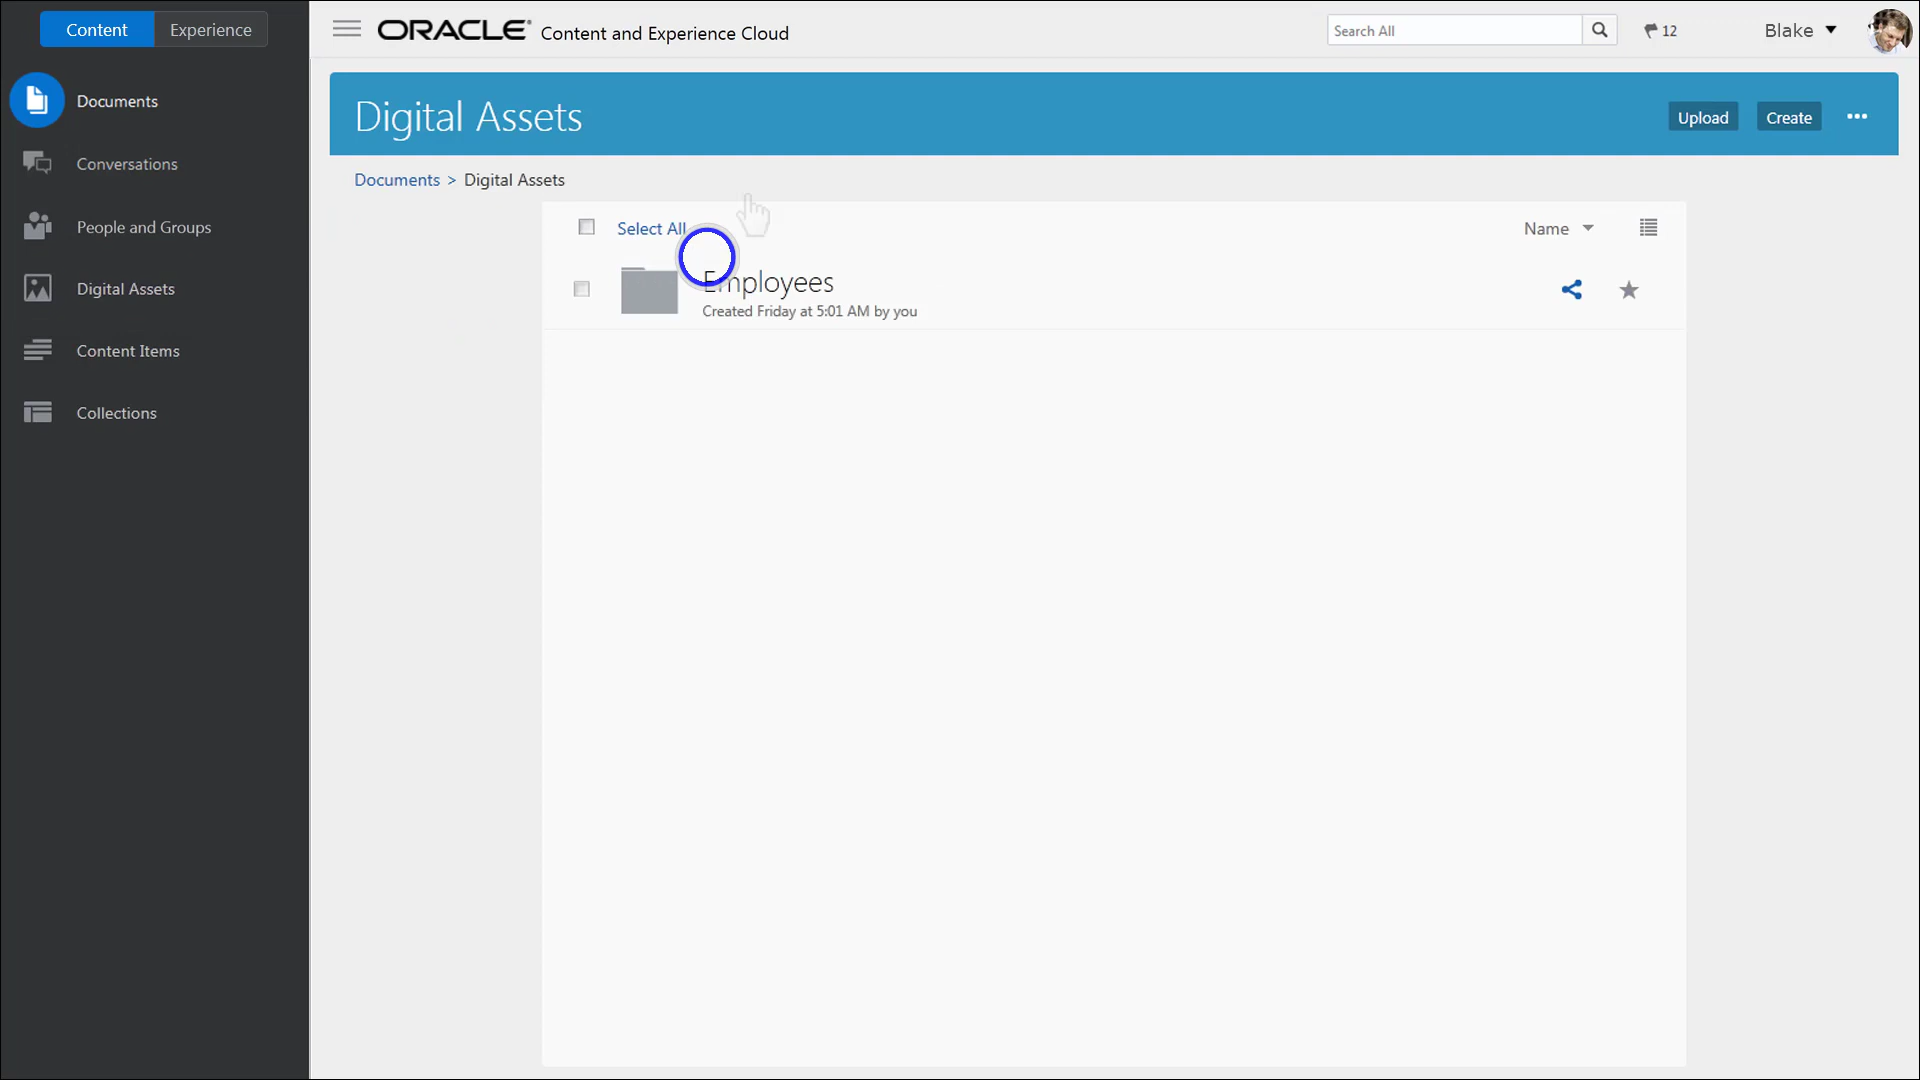 Content Experience
Documents
Conversations
People and Groups
Digital Assets
Content Items
Collections
ORACLE® Content and Experience Cloud
Search All
12
Blake
Digital Assets
Upload Create
Documents > Digital Assets
Select All
Name
Employees
Created Friday at 5:01 AM by you